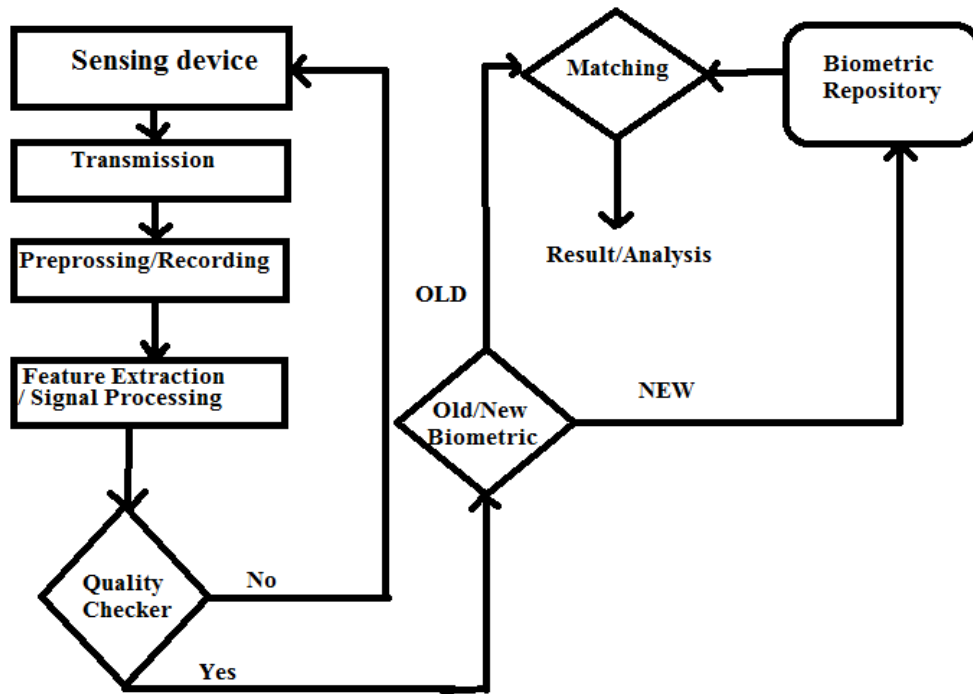 Sensing device
Transmission
Preprossing/Recording
Feature Extraction
/ Signal Processing
Quality
Checker
No
Yes
Old/New
Biometric
OLD
NEW
Matching
Biometric
Repository
Result/Analysis